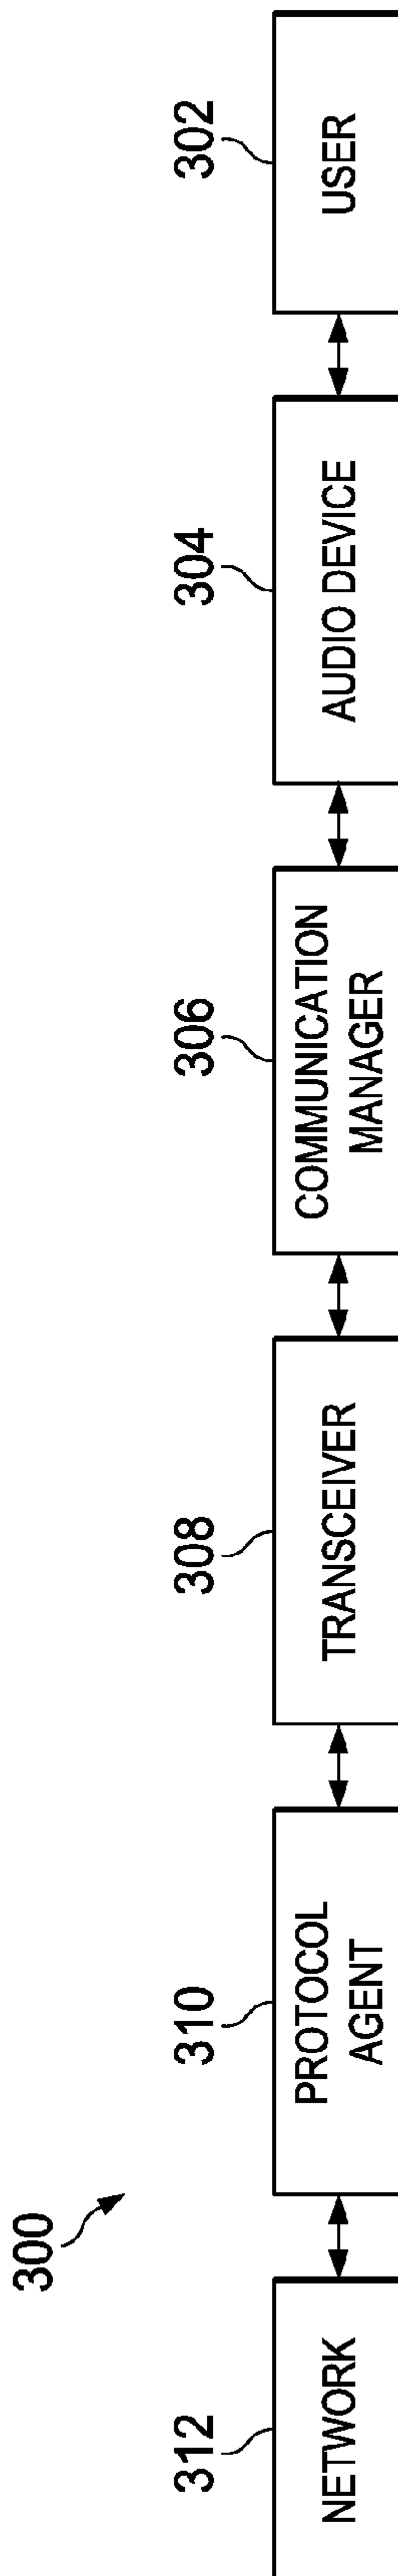 300
312
NETWORK
310
PROTOCOL
AGENT
308
TRANSCEIVER
306
COMMUNICATION
MANAGER
304
AUDIO DEVICE
302
USER